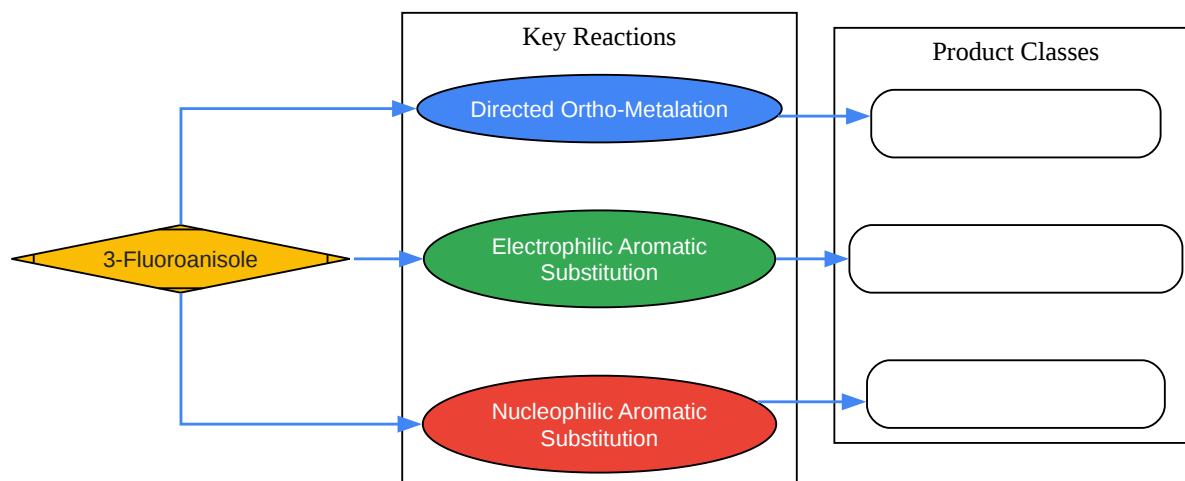 Key Reactions
Product Classes
Directed Ortho-Metalation
3-Fluoroanisole
Electrophilic Aromatic
Substitution
Nucleophilic Aromatic
Substitution